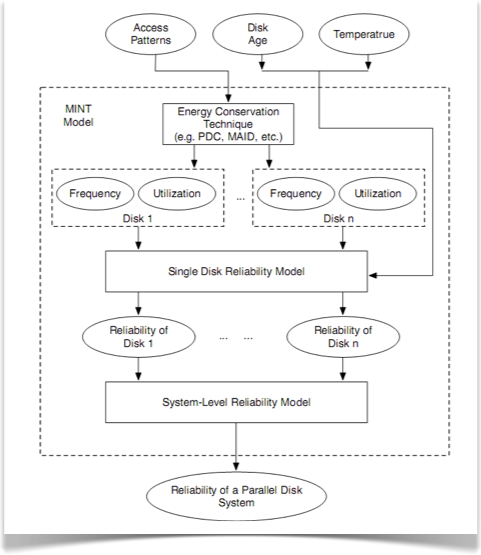 Access
Patterns
Disk
Age
Temperatrue
MINT
Model
Energy Conservation
Technique
(e.g. PDC, MAID, etc.)
Frequency
Utilization
...
Frequency
Utilization
Disk 1
Disk n
Single Disk Reliability Model
Reliability of
Disk 1
... ...
Reliability of
Disk n
System-Level Reliability Model
Reliability of a Parallel Disk
System